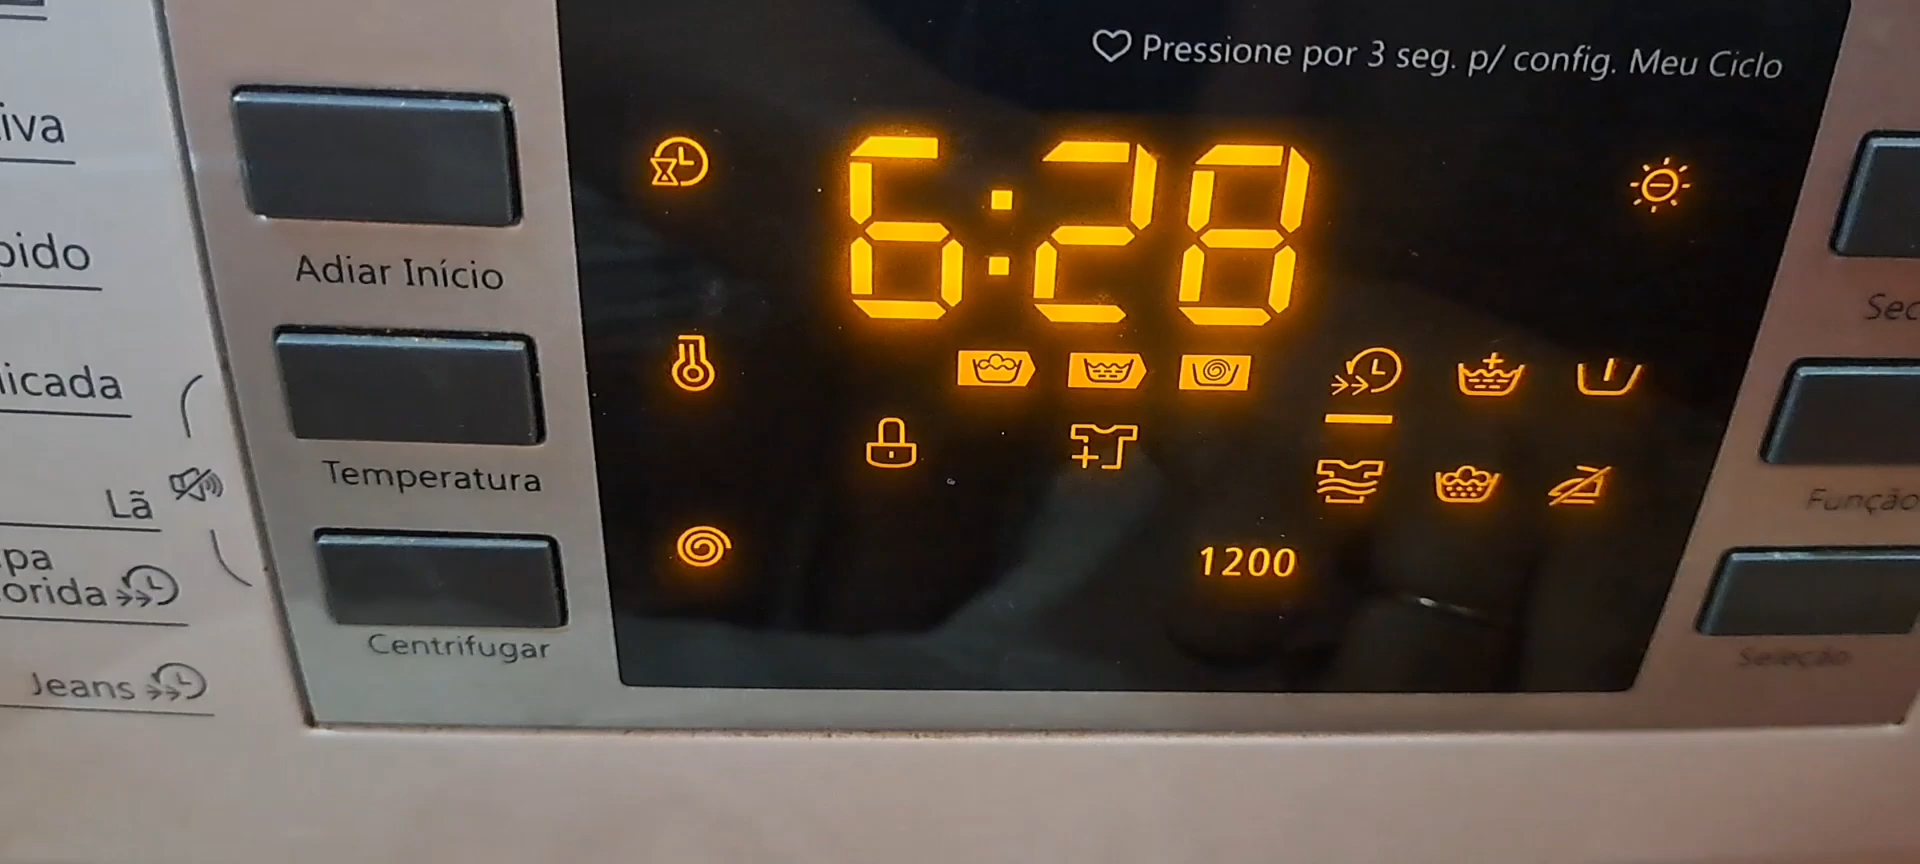 ♡ Pressione por 3 seg. p/ config. Meu Ciclo
6:28
1200
Adiar Início
Temperatura
Centrifugar
iva
pido
icada
Lã
pa
orida
Jeans
Sec
Função
Seleção